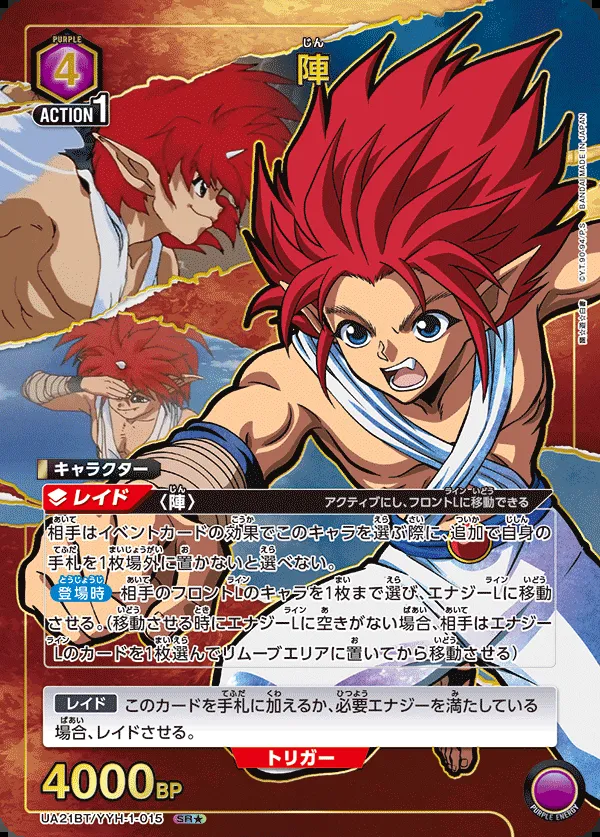 PURPLE
4
ACTION 1
じん
陣
©Y.T.90-94/P,S BANDAI MADE IN JAPAN
キャラクター
レイド 〈陣〉 アクティブにし、フロントLに移動できる
相手はイベントカードの効果でこのキャラを選ぶ際に、追加で自身の
手札を1枚場外に置かないと選べない。
登場時 相手のフロントLのキャラを1枚まで選び、エナジーLに移動
させる。(移動させる時にエナジーLに空きがない場合、相手はエナジー
Lのカードを1枚選んでリムーブエリアに置いてから移動させる)
レイド このカードを手札に加えるか、必要エナジーを満たしている
場合、レイドさせる。
トリガー
4000BP
UA21BT/YYH-1-015 SR★
PURPLE ENERGY